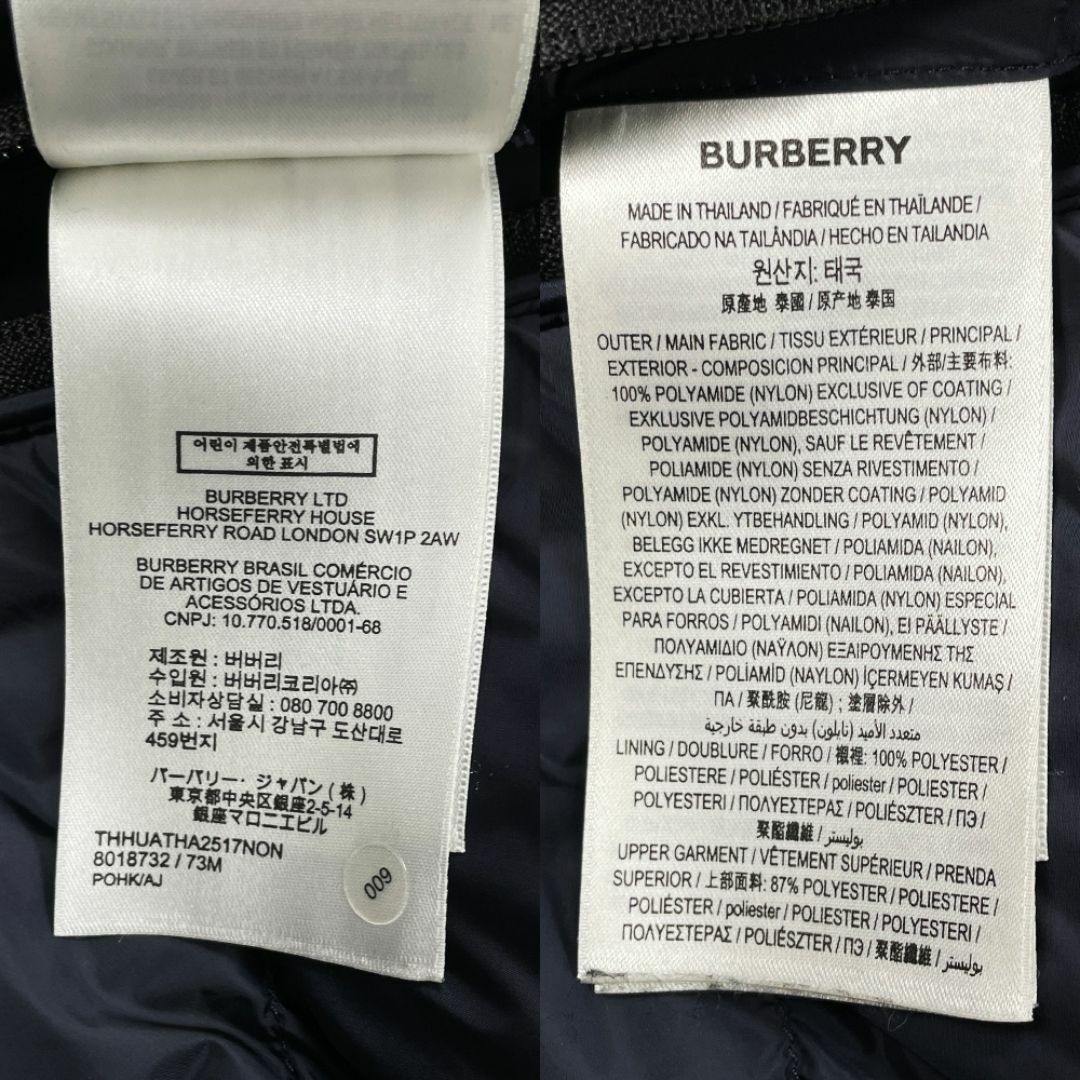 어린이 제품안전특별법에
의한 표시
BURBERRY LTD
HORSEFERRY HOUSE
HORSEFERRY ROAD LONDON SW1P 2AW
BURBERRY BRASIL COMÉRCIO
DE ARTIGOS DE VESTUÁRIO E
ACESSÓRIOS LTDA.
CNPJ: 10.770.518/0001-68
제조원 : 버버리
수입원 : 버버리코리아㈜
소비자상담실 : 080 700 8800
주 소 : 서울시 강남구 도산대로
459번지
バーバリー・ジャパン(株)
東京都中央区銀座2-5-14
銀座マロニエビル
THHUATHA2517NON
8018732 / 73M
POHK/AJ
009
BURBERRY
MADE IN THAILAND / FABRIQUÉ EN THAÏLANDE /
FABRICADO NA TAILÂNDIA / HECHO EN TAILANDIA
원산지: 태국
原產地 泰國 / 原产地 泰国
OUTER / MAIN FABRIC / TISSU EXTÉRIEUR / PRINCIPAL /
EXTERIOR - COMPOSICION PRINCIPAL / 外部/主要布料:
100% POLYAMIDE (NYLON) EXCLUSIVE OF COATING /
EXKLUSIVE POLYAMIDBESCHICHTUNG (NYLON) /
POLYAMIDE (NYLON), SAUF LE REVÊTEMENT /
POLIAMIDE (NYLON) SENZA RIVESTIMENTO /
POLYAMIDE (NYLON) ZONDER COATING / POLYAMID
(NYLON) EXKL. YTBEHANDLING / POLYAMID (NYLON),
BELEGG IKKE MEDREGNET / POLIAMIDA (NAILON),
EXCEPTO EL REVESTIMIENTO / POLIAMIDA (NAILON),
EXCEPTO LA CUBIERTA / POLIAMIDA (NYLON) ESPECIAL
PARA FORROS / POLYAMIDI (NAILON), EI PÄÄLLYSTE /
ΠΟΛΥΑΜΙΔΙΟ (ΝΑΫΛΟΝ) ΕΞΑΙΡΟΥΜΕΝΗΣ ΤΗΣ
ΕΠΕΝΔΥΣΗΣ / POLİAMİD (NAYLON) İÇERMEYEN KUMAŞ /
ПА / 聚酰胺 (尼龍) ; 塗層除外 /
متعدد الأميد (نايلون) بدون طبقة خارجية
LINING / DOUBLURE / FORRO / 襯裡: 100% POLYESTER /
POLIESTERE / POLIÉSTER / poliester / POLIESTER /
POLYESTERI / ΠΟΛΥΕΣΤΕΡΑΣ / POLIÉSZTER / ПЭ /
聚酯纖維 / بوليستر
UPPER GARMENT / VÊTEMENT SUPÉRIEUR / PRENDA
SUPERIOR / 上部面料: 87% POLYESTER / POLIESTERE /
POLIÉSTER / poliester / POLIESTER / POLYESTERI /
ΠΟΛΥΕΣΤΕΡΑΣ / POLIÉSZTER / ПЭ / 聚酯纖維 / بوليستر